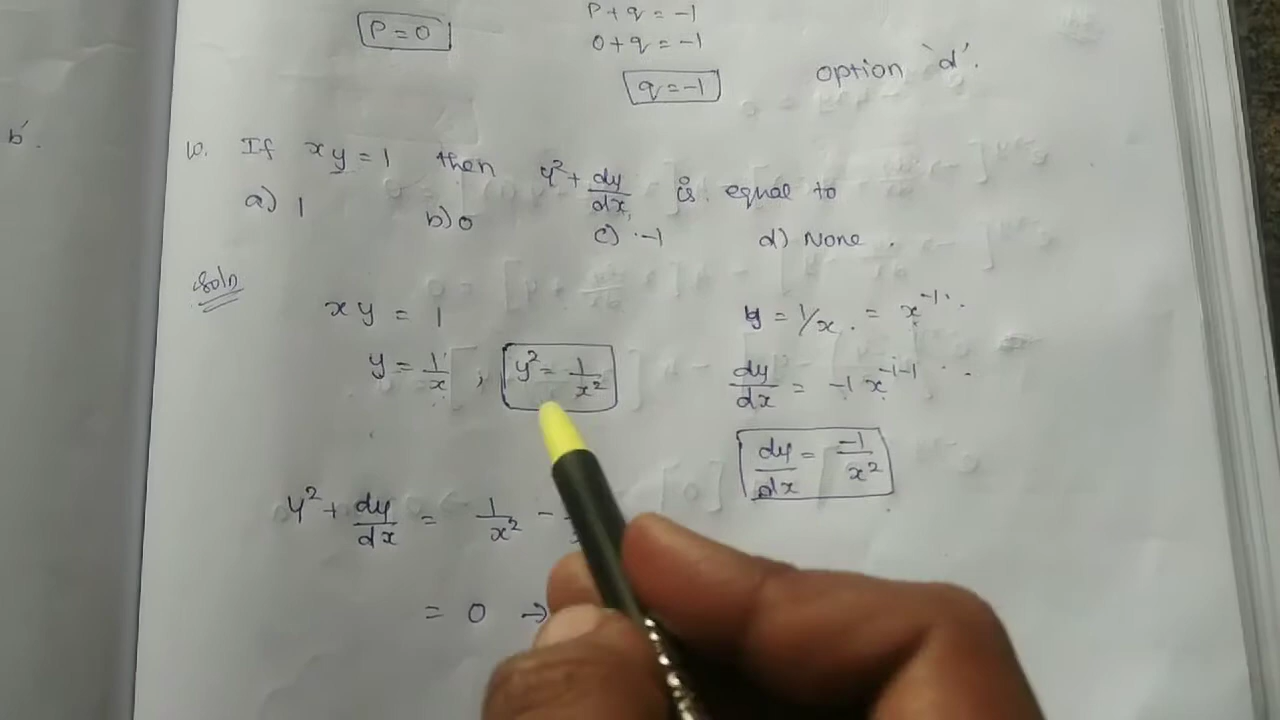 P = 0
P + q = -1
0 + q = -1
q = -1
option 'd'.
b'.
10. If xy = 1 then y² + dy/dx is equal to
a) 1 b) 0 c) -1 d) None.
Soln
xy = 1
y = 1/x, y² = 1/x²
y = 1/x = x⁻¹.
dy/dx = -1 x⁻¹⁻¹
dy/dx = -1/x²
y² + dy/dx = 1/x² -
= 0 →